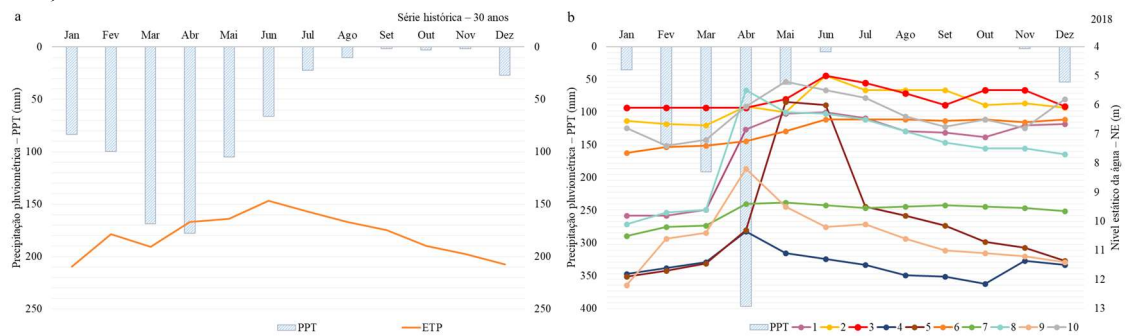 a
Série histórica – 30 anos
Jan Fev Mar Abr Mai Jun Jul Ago Set Out Nov Dez
0 0
50 50
100 100
150 150
200 200
250 250
Precipitação pluviométrica – PPT (mm)
PPT ETP
b
2018
Jan Fev Mar Abr Mai Jun Jul Ago Set Out Nov Dez
0 4
50 5
100 6
150 7
200 8
250 9
300 10
350 11
400 12
13
Precipitação pluviométrica – PPT (mm)
Nível estático da água – NE (m)
PPT 1 2 3 4 5 6 7 8 9 10